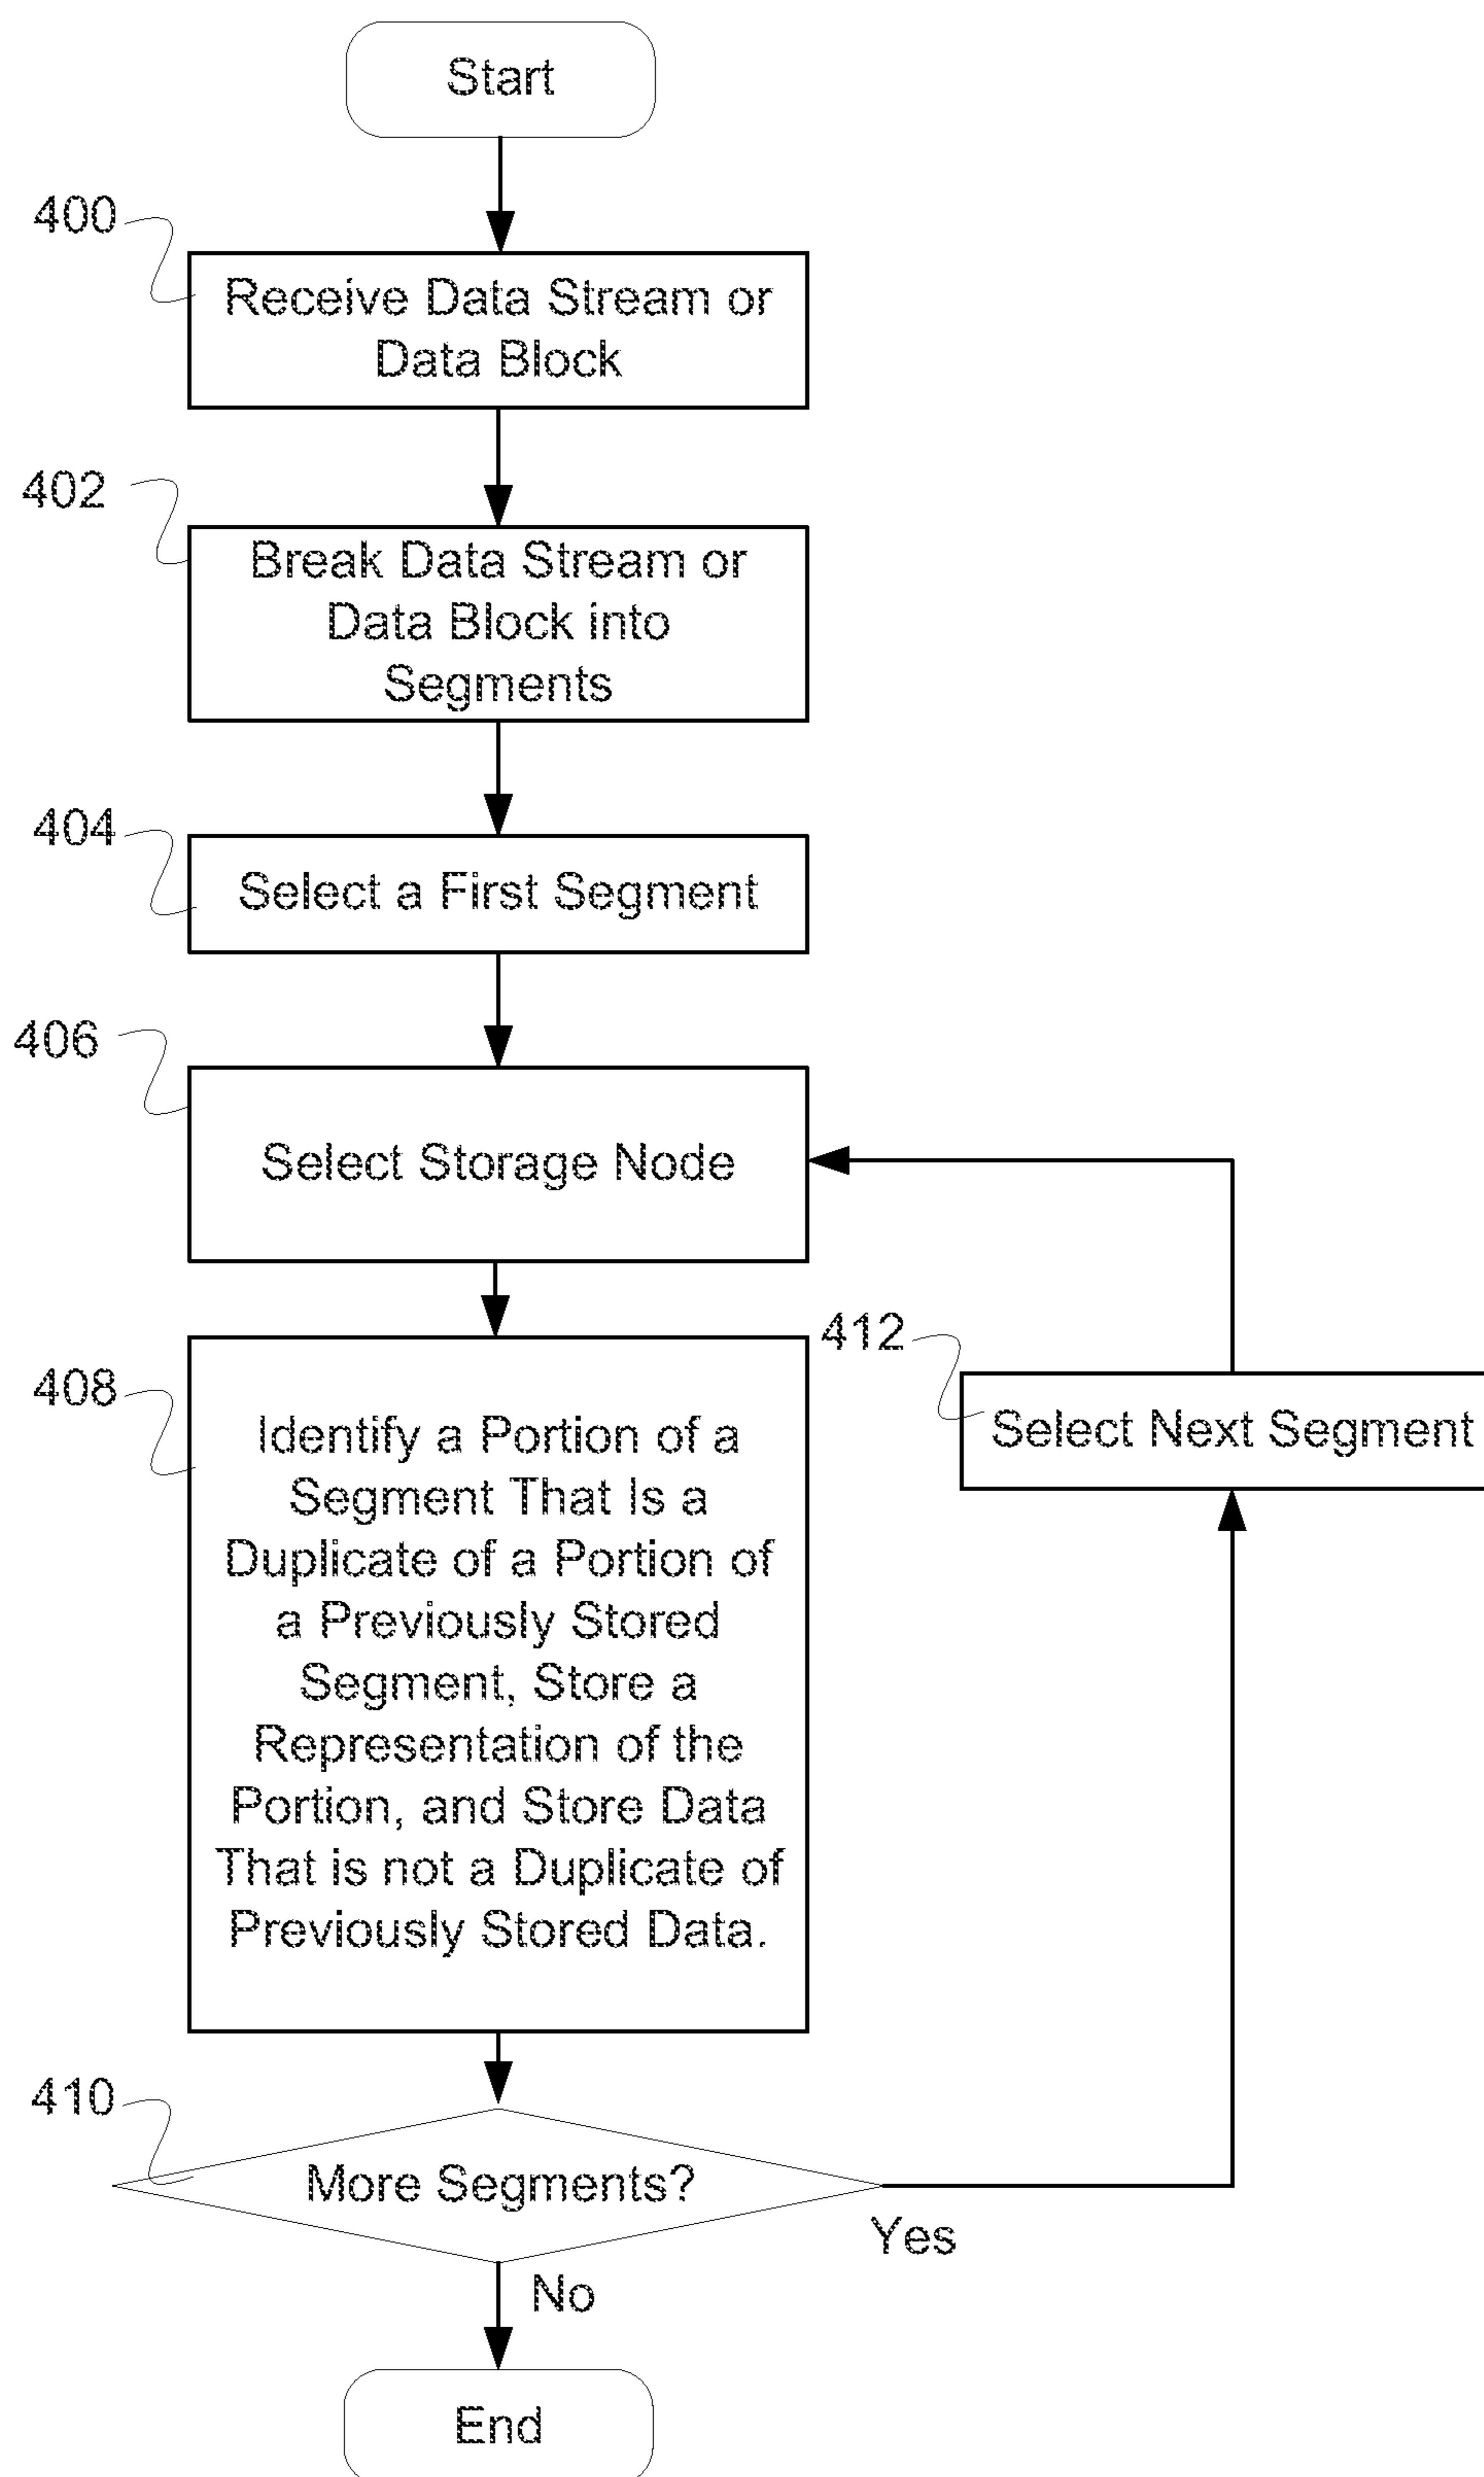 Start
400
Receive Data Stream or
Data Block
402
Break Data Stream or
Data Block into
Segments
404
Select a First Segment
406
Select Storage Node
408
Identify a Portion of a
Segment That Is a
Duplicate of a Portion of
a Previously Stored
Segment, Store a
Representation of the
Portion, and Store Data
That is not a Duplicate of
Previously Stored Data.
412
Select Next Segment
410
More Segments?
Yes
No
End